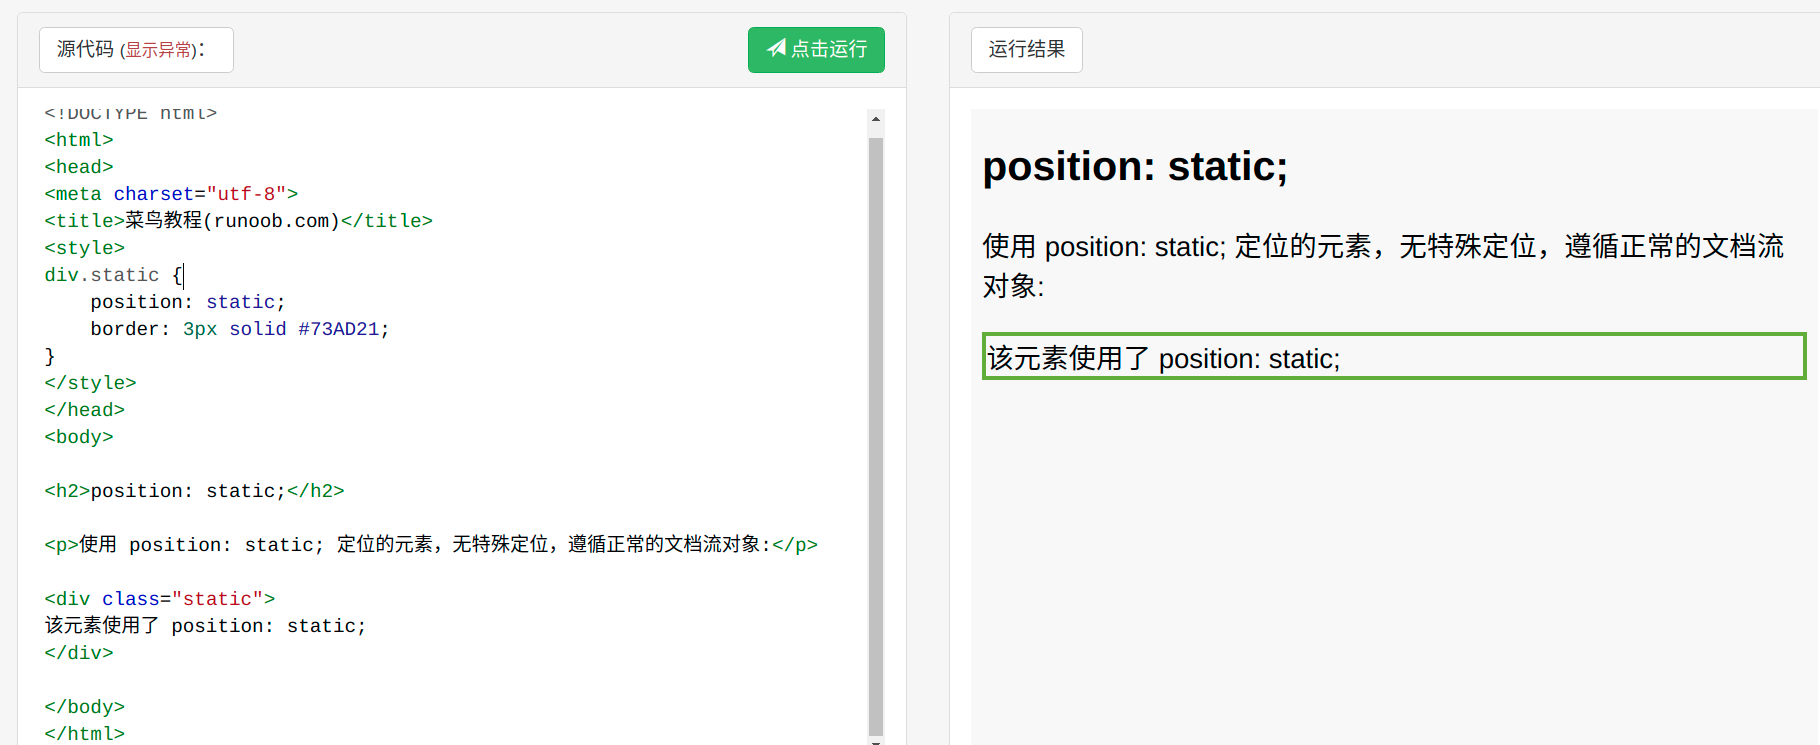 源代码 (显示异常)：
点击运行
<!DOCTYPE html>
<html>
<head>
<meta charset="utf-8">
<title>菜鸟教程(runoob.com)</title>
<style>
div.static {
    position: static;
    border: 3px solid #73AD21;
}
</style>
</head>
<body>
<h2>position: static;</h2>
<p>使用 position: static; 定位的元素，无特殊定位，遵循正常的文档流对象:</p>
<div class="static">
该元素使用了 position: static;
</div>
</body>
</html>
运行结果
position: static;
使用 position: static; 定位的元素，无特殊定位，遵循正常的文档流
对象:
该元素使用了 position: static;